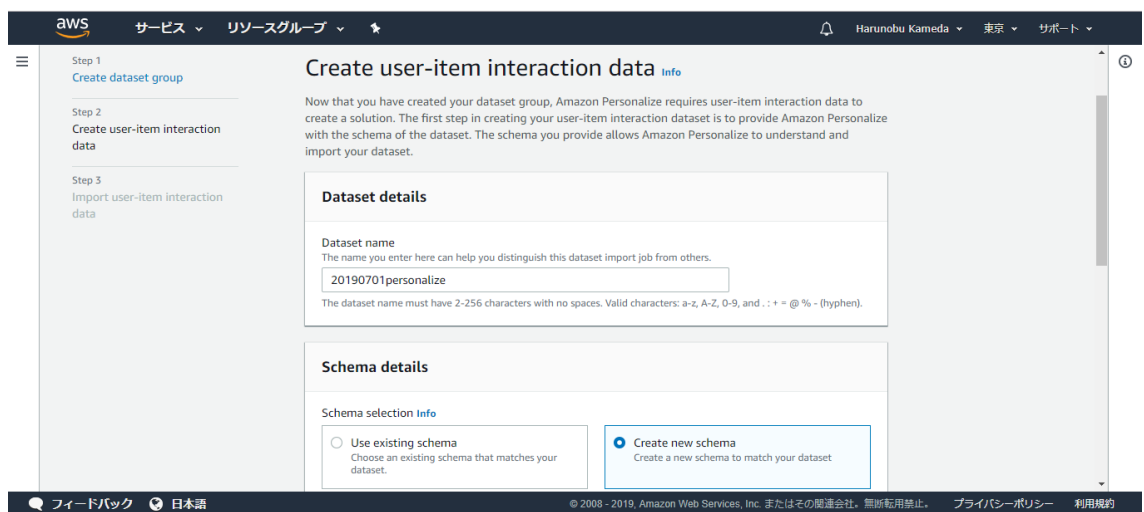 aws サービス リソースグループ Harunobu Kameda 東京 サポート
Step 1
Create dataset group
Step 2
Create user-item interaction
data
Step 3
Import user-item interaction
data
Create user-item interaction data Info
Now that you have created your dataset group, Amazon Personalize requires user-item interaction data to
create a solution. The first step in creating your user-item interaction dataset is to provide Amazon Personalize
with the schema of the dataset. The schema you provide allows Amazon Personalize to understand and
import your dataset.
Dataset details
Dataset name
The name you enter here can help you distinguish this dataset import job from others.
20190701personalize
The dataset name must have 2-256 characters with no spaces. Valid characters: a-z, A-Z, 0-9, and . : + = @ % - (hyphen).
Schema details
Schema selection Info
Use existing schema
Choose an existing schema that matches your
dataset.
Create new schema
Create a new schema to match your dataset
フィードバック 日本語 © 2008 - 2019, Amazon Web Services, Inc. またはその関連会社。無断転用禁止。 プライバシーポリシー 利用規約